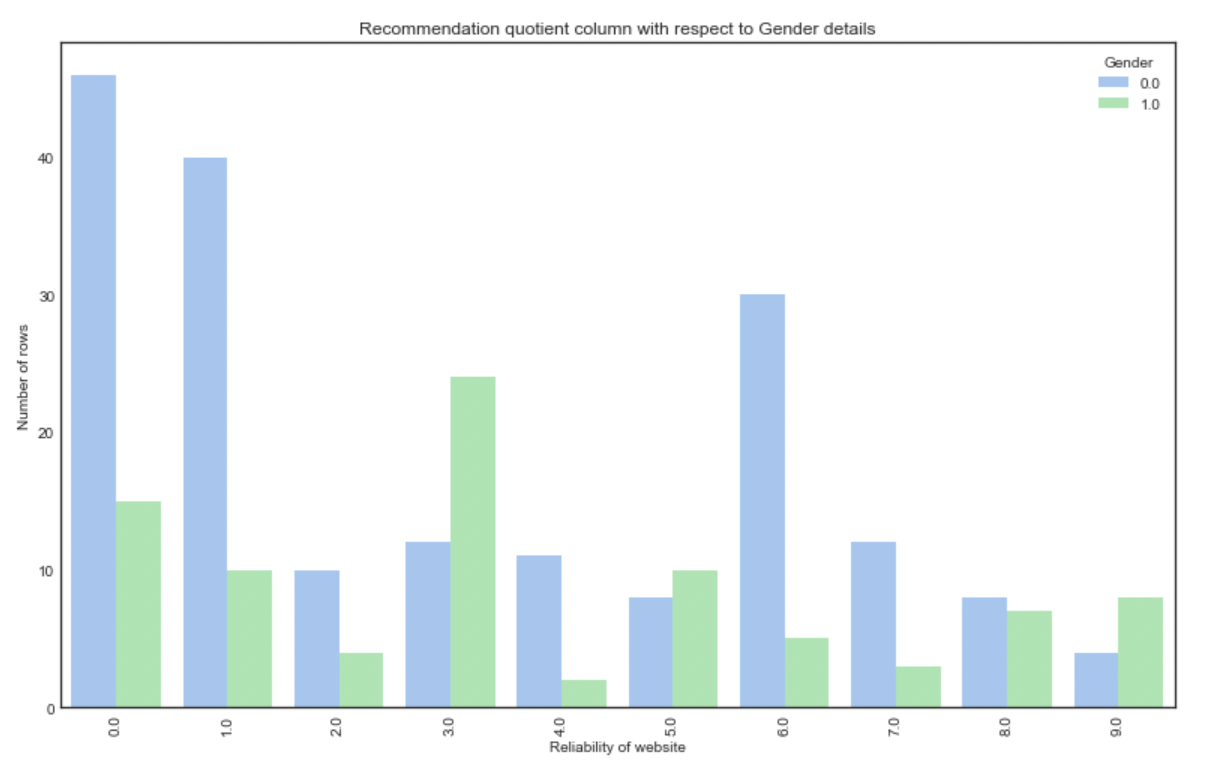 Recommendation quotient column with respect to Gender details
Gender
0.0
1.0
Number of rows
40
30
20
10
0
0.0 1.0 2.0 3.0 4.0 5.0 6.0 7.0 8.0 9.0
Reliability of website